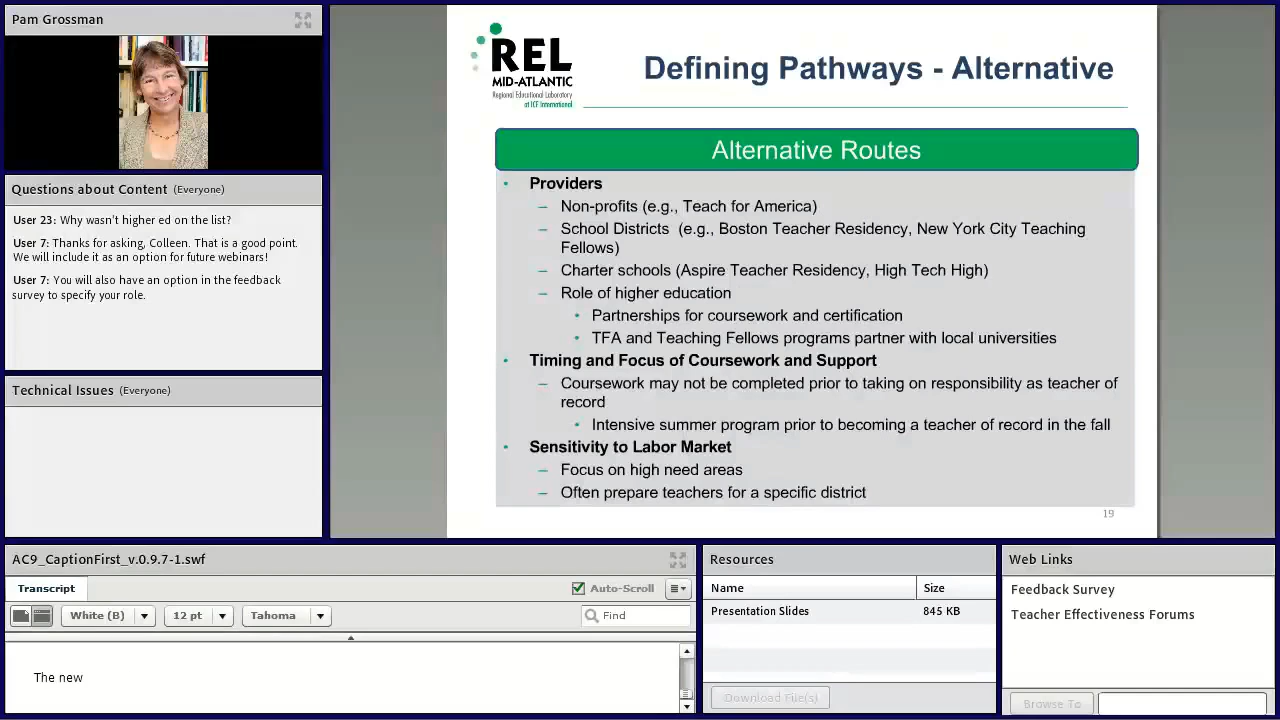 Pam Grossman
Questions about Content (Everyone)
User 23: Why wasn't higher ed on the list?
User 7: Thanks for asking, Colleen. That is a good point.
We will include it as an option for future webinars!
User 7: You will also have an option in the feedback
survey to specify your role.
Technical Issues (Everyone)
REL
MID-ATLANTIC
Regional Educational Laboratory
at ICF International
Defining Pathways - Alternative
Alternative Routes
• Providers
– Non-profits (e.g., Teach for America)
– School Districts (e.g., Boston Teacher Residency, New York City Teaching
Fellows)
– Charter schools (Aspire Teacher Residency, High Tech High)
– Role of higher education
• Partnerships for coursework and certification
• TFA and Teaching Fellows programs partner with local universities
• Timing and Focus of Coursework and Support
– Coursework may not be completed prior to taking on responsibility as teacher of
record
• Intensive summer program prior to becoming a teacher of record in the fall
• Sensitivity to Labor Market
– Focus on high need areas
– Often prepare teachers for a specific district
19
AC9_CaptionFirst_v.0.9.7-1.swf
Transcript
Auto-Scroll
White (B)
12 pt
Tahoma
Find
The new
Resources
Name Size
Presentation Slides 845 KB
Download File(s)
Web Links
Feedback Survey
Teacher Effectiveness Forums
Browse To